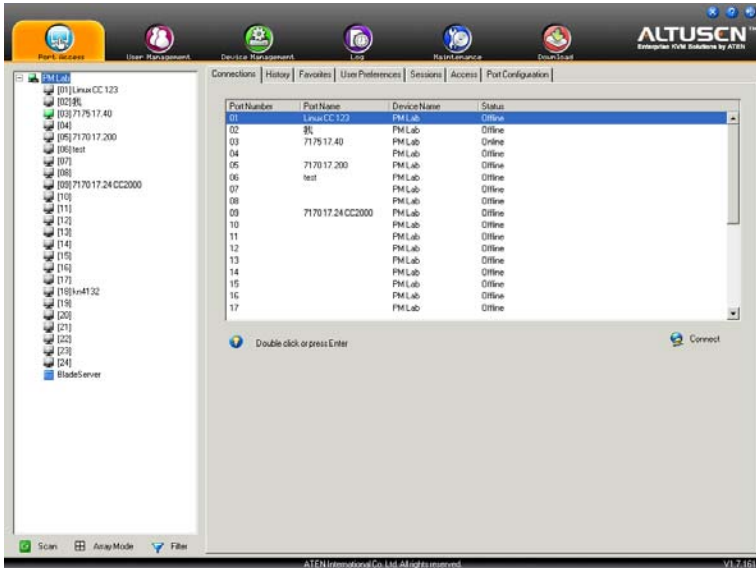 Port Access
User Management
Device Management
Log
Maintenance
Download
ALTUSEN™
Enterprise KVM Solutions by ATEN
PM Lab
[01] Linux CC 123
[02] 我
[03] 7175 17.40
[04]
[05] 7170 17.200
[06] test
[07]
[08]
[09] 7170 17.24 CC2000
[10]
[11]
[12]
[13]
[14]
[15]
[16]
[17]
[18] kn4132
[19]
[20]
[21]
[22]
[23]
[24]
BladeServer
Scan Array Mode Filter
Connections History Favorites User Preferences Sessions Access Port Configuration
Port Number Port Name Device Name Status
01 Linux CC 123 PM Lab Offline
02 我 PM Lab Offline
03 7175 17.40 PM Lab Online
04 PM Lab Offline
05 7170 17.200 PM Lab Offline
06 test PM Lab Offline
07 PM Lab Offline
08 PM Lab Offline
09 7170 17.24 CC2000 PM Lab Offline
10 PM Lab Offline
11 PM Lab Offline
12 PM Lab Offline
13 PM Lab Offline
14 PM Lab Offline
15 PM Lab Offline
16 PM Lab Offline
17 PM Lab Offline
Double click or press Enter
Connect
ATEN International Co. Ltd. All rights reserved.